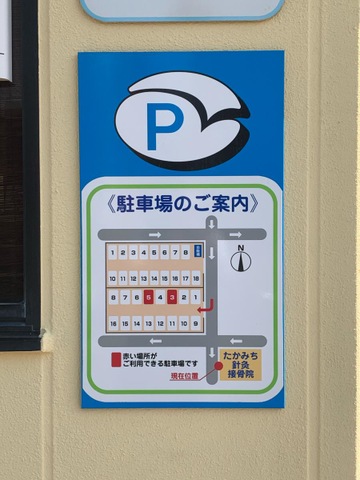 P
《駐車場のご案内》
N
1 2 3 4 5 6 7 8
10 11 12 13 14 15 16 17 18
8 7 6 5 4 3 2 1
16 15 14 13 12 11 10 9
赤い場所が
ご利用できる駐車場です
現在位置
たかみち
針灸
接骨院